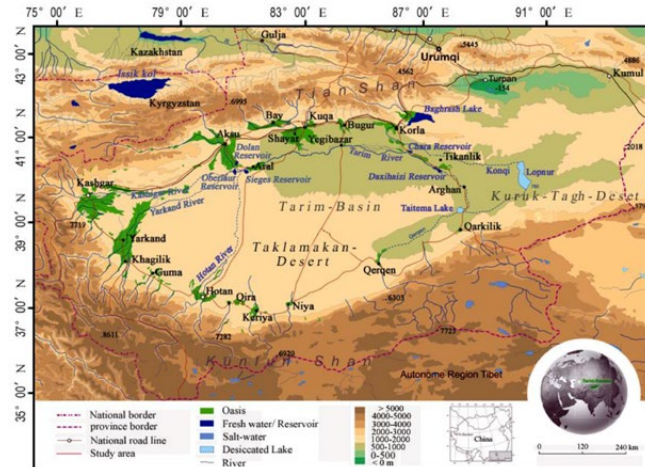 75° 00′ E
79° 00′ E
83° 00′ E
87° 00′ E
91° 00′ E
43° 00′ N
41° 00′ N
39° 00′ N
37° 00′ N
35° 00′ N
Kazakhstan
Gulja
.5445
Urumqi
Issik kol
4562
Turpan
-154
4886
Kumul
Kyrgyzstan
6995
Tian Shan
Baghrash Lake
Bay
Kuqa
Bugur
Korla
Aksu
Shayar
Yegibazar
Chara Reservoir
Dolan
Reservoir
Tarim River
Tikanlik
2018
Aral
Konqi
Lopnur
780
Oberlaur
Reservoir
Sieges Reservoir
Daxihaizi Reservoir
Kashgar
Kashgar River
Arghan
Kuruk-Tagh-Deset
Yarkand River
Tarim-Basin
Taitema Lake
7719
Yarkand
Taklamakan-
Desert
Qarkilik
Khagilik
Hotan River
Guma
Qerqen
Hotan
Qira
Niya
6303
Keriya
.8611
7282
6920
7723
Kunlun Shan
Autonome Region Tibet
National border
province border
National road line
Study area
Oasis
Fresh water/ Reservoir
Salt-water
Desiccated Lake
River
> 5000
4000-5000
3000-4000
2000-3000
1000-2000
500-1000
0-500
< 0 m
China
0
120
240 km